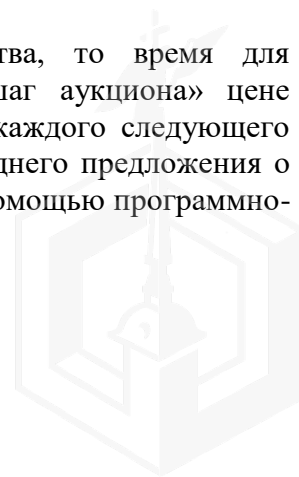 тва, то время для
шаг аукциона» цене
каждого следующего
днего предложения о
омощью программно-